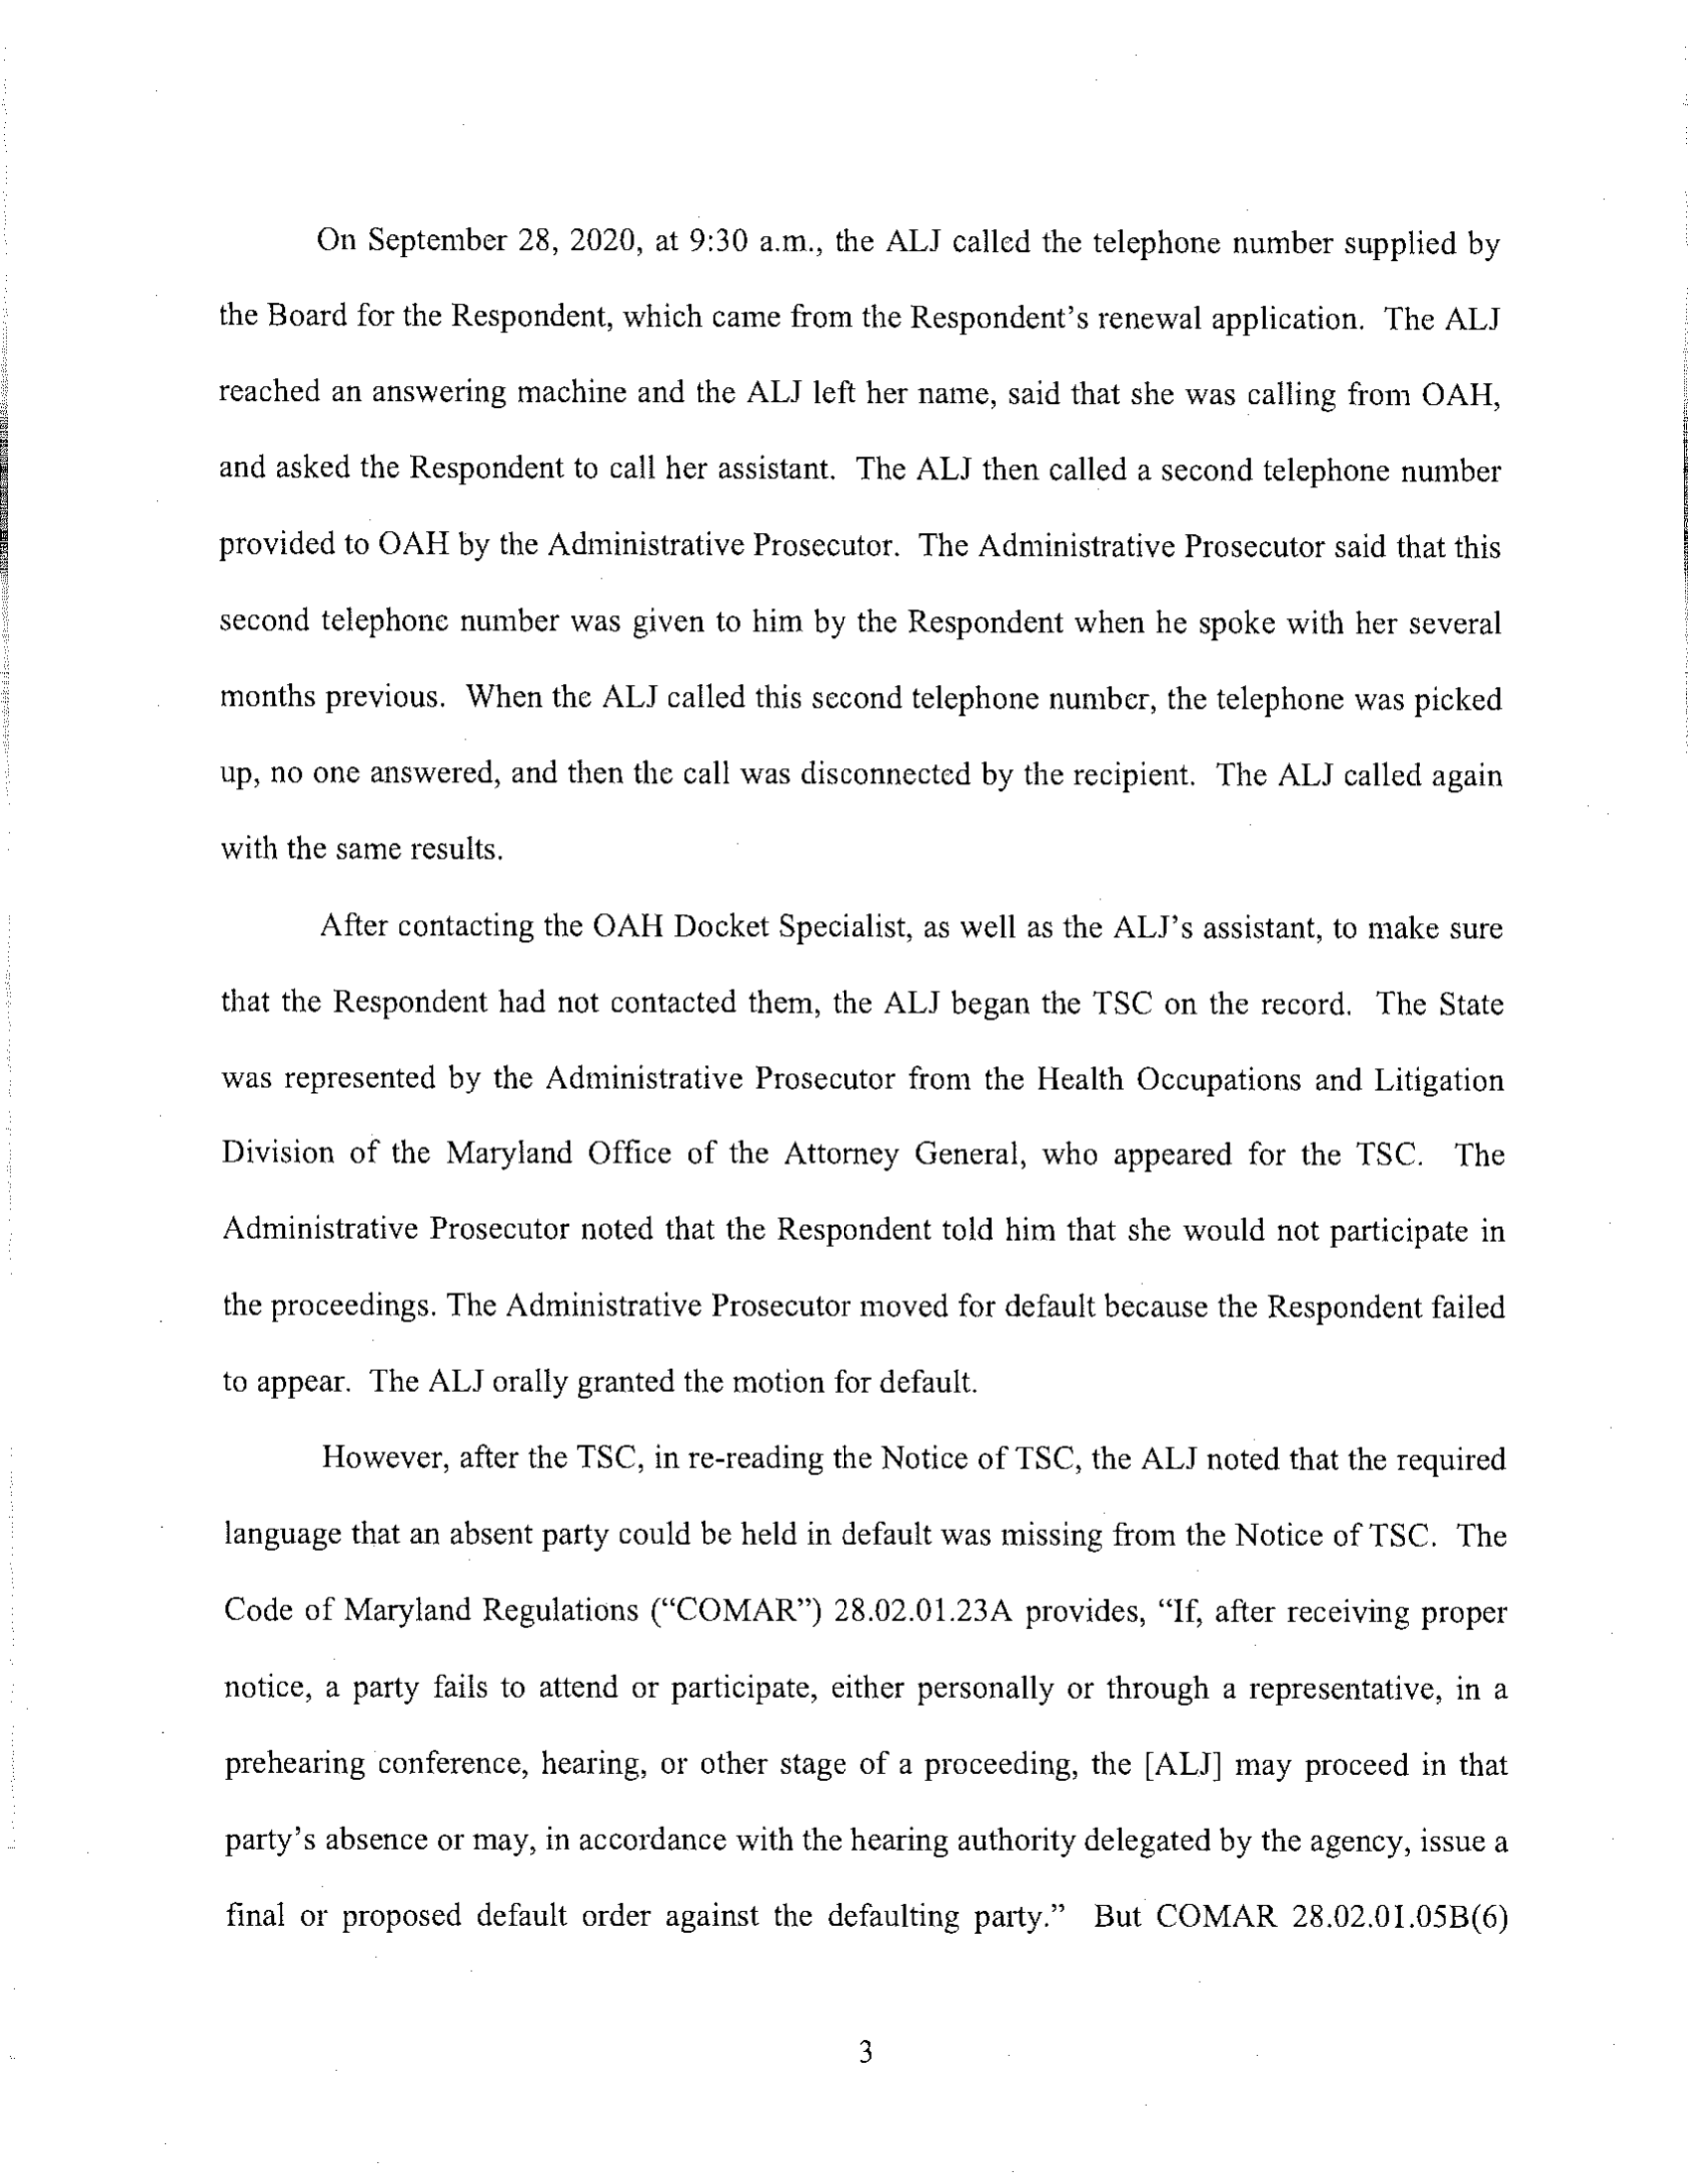 On September 28, 2020, at 9:30 a.m., the ALJ called the telephone number supplied by
the Board for the Respondent, which came from the Respondent's renewal application. The ALJ
reached an answering machine and the ALJ left her name, said that she was calling from OAH,
and asked the Respondent to call her assistant. The ALJ then called a second telephone number
provided to OAH by the Administrative Prosecutor. The Administrative Prosecutor said that this
second telephone number was given to him by the Respondent when he spoke with her several
months previous. When the ALJ called this second telephone number, the telephone was picked
up, no one answered, and then the call was disconnected by the recipient. The ALJ called again
with the same results.
After contacting the OAH Docket Specialist, as well as the ALJ's assistant, to make sure
that the Respondent had not contacted them, the ALJ began the TSC on the record. The State
was represented by the Administrative Prosecutor from the Health Occupations and Litigation
Division of the Maryland Office of the Attorney General, who appeared for the TSC. The
Administrative Prosecutor noted that the Respondent told him that she would not participate in
the proceedings. The Administrative Prosecutor moved for default because the Respondent failed
to appear. The ALJ orally granted the motion for default.
However, after the TSC, in re-reading the Notice of TSC, the ALJ noted that the required
language that an absent party could be held in default was missing from the Notice of TSC. The
Code of Maryland Regulations ("COMAR") 28.02.01.23A provides, "If, after receiving proper
notice, a party fails to attend or participate, either personally or through a representative, in a
prehearing conference, hearing, or other stage of a proceeding, the [ALJ] may proceed in that
party's absence or may, in accordance with the hearing authority delegated by the agency, issue a
final or proposed default order against the defaulting party." But COMAR 28.02.01.05B(6)
3